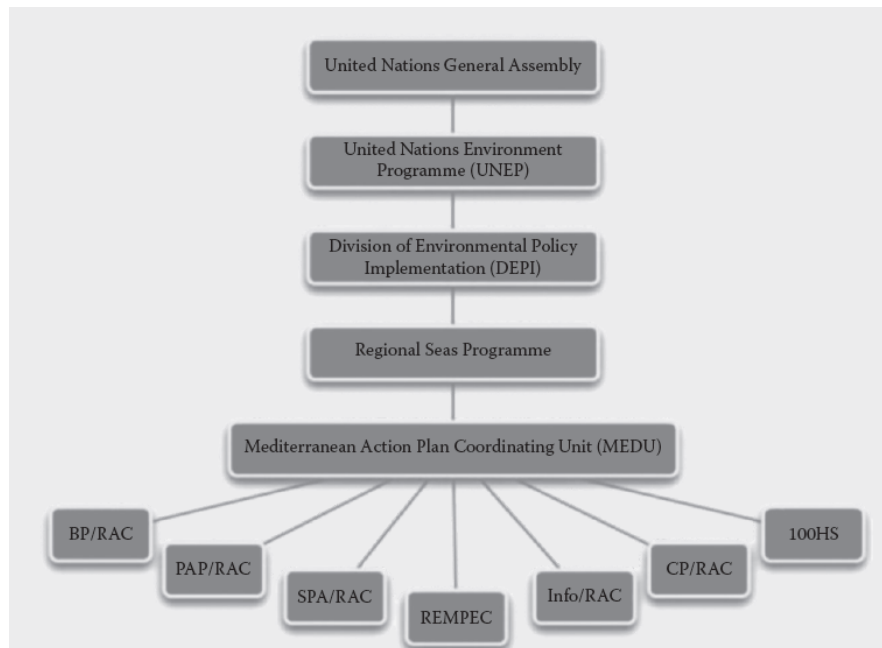 United Nations General Assembly
United Nations Environment
Programme (UNEP)
Division of Environmental Policy
Implementation (DEPI)
Regional Seas Programme
Mediterranean Action Plan Coordinating Unit (MEDU)
BP/RAC
PAP/RAC
SPA/RAC
REMPEC
Info/RAC
CP/RAC
100HS